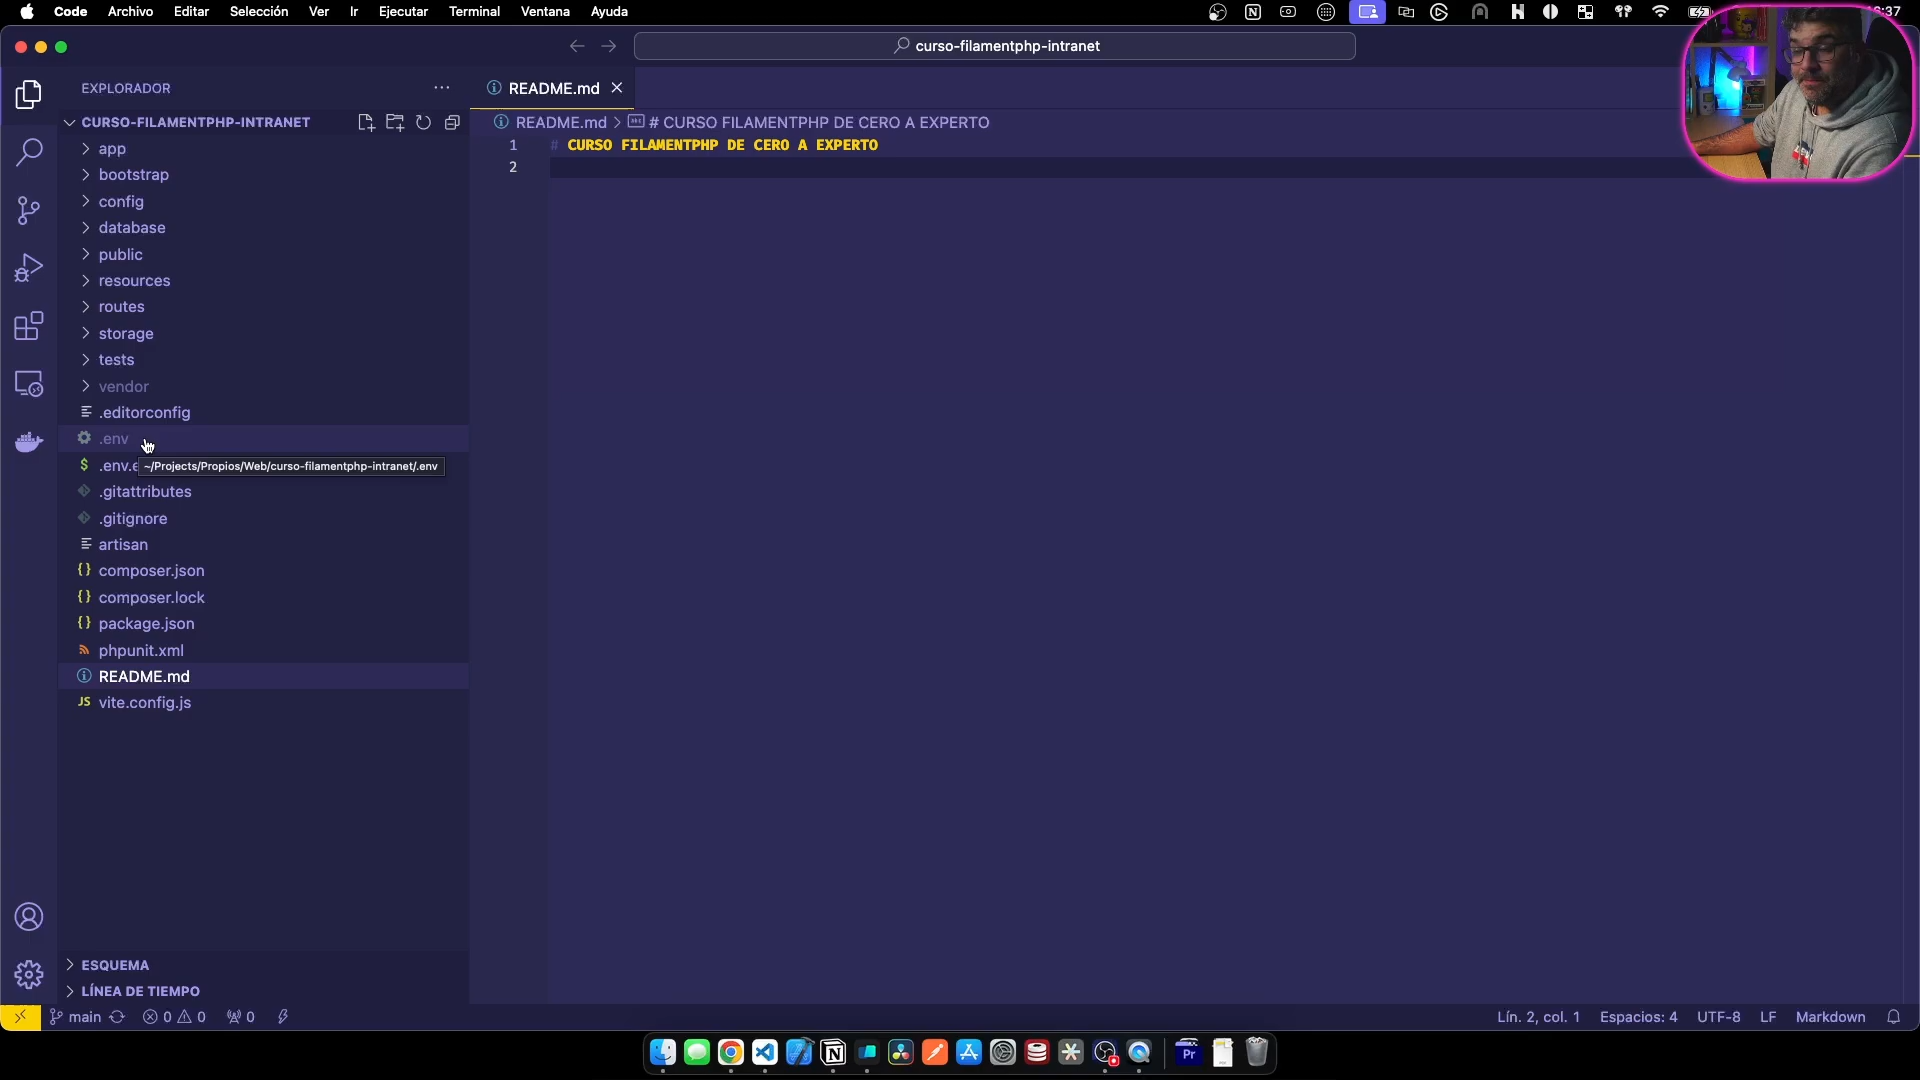 Code Archivo Editar Selección Ver Ir Ejecutar Terminal Ventana Ayuda
curso-filamentphp-intranet
EXPLORADOR
README.md
CURSO-FILAMENTPHP-INTRANET
README.md > # CURSO FILAMENTPHP DE CERO A EXPERTO
1 # CURSO FILAMENTPHP DE CERO A EXPERTO
2
app
bootstrap
config
database
public
resources
routes
storage
tests
vendor
.editorconfig
.env
.env.e
~/Projects/Propios/Web/curso-filamentphp-intranet/.env
.gitattributes
.gitignore
artisan
{} composer.json
{} composer.lock
{} package.json
phpunit.xml
README.md
JS vite.config.js
ESQUEMA
LÍNEA DE TIEMPO
main 0 0 0 Lín. 2, col. 1 Espacios: 4 UTF-8 LF Markdown
Pr